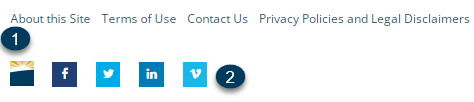 About this Site Terms of Use Contact Us Privacy Policies and Legal Disclaimers
1
f in v 2